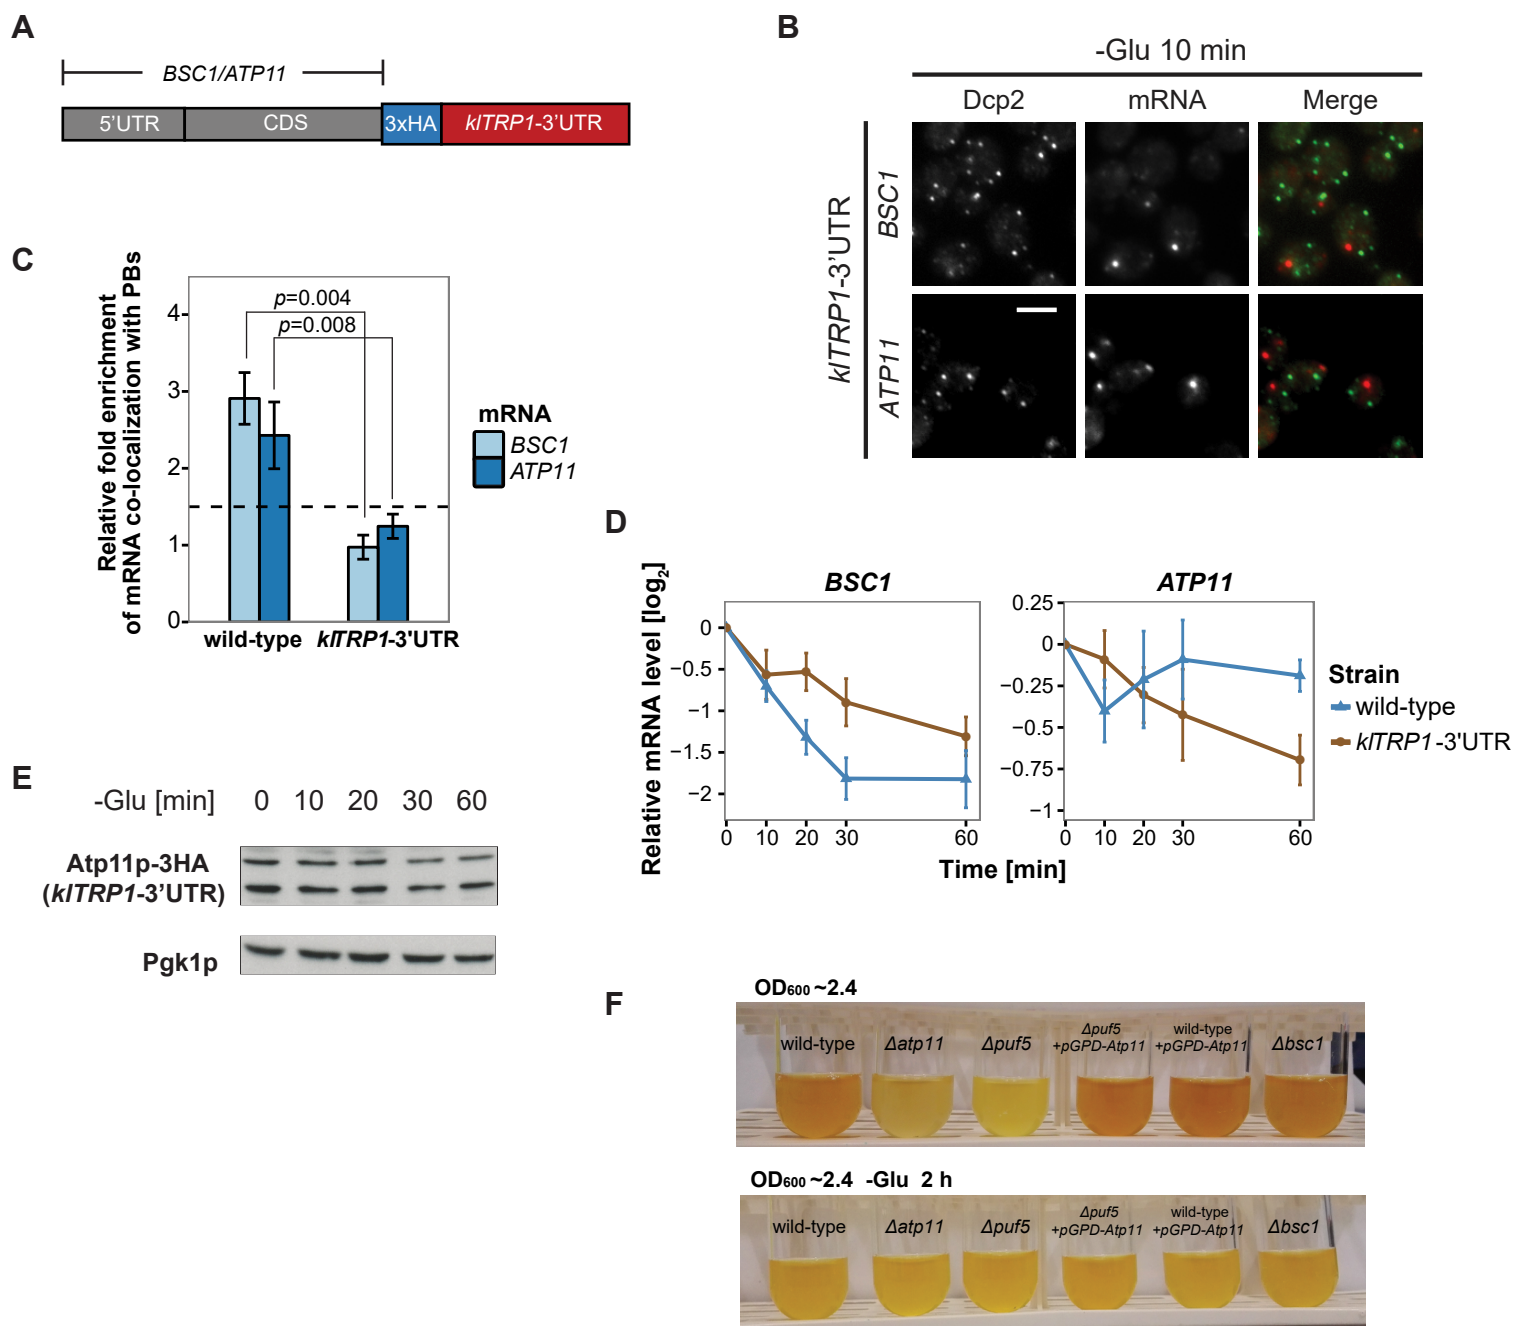 A
BSC1/ATP11
5'UTR CDS 3xHA klTRP1-3'UTR
B
-Glu 10 min
Dcp2 mRNA Merge
klTRP1-3'UTR
BSC1
ATP11
C
Relative fold enrichment
of mRNA co-localization with PBs
4
3
2
1
0
p=0.004
p=0.008
wild-type klTRP1-3'UTR
mRNA
BSC1
ATP11
D
Relative mRNA level [log2]
BSC1
0
−0.5
−1
−1.5
−2
0 10 20 30 60
ATP11
0.25
0
−0.25
−0.5
−0.75
−1
0 10 20 30 60
Time [min]
Strain
wild-type
klTRP1-3'UTR
E
-Glu [min] 0 10 20 30 60
Atp11p-3HA
(klTRP1-3'UTR)
Pgk1p
F
OD600 ~2.4
wild-type Δatp11 Δpuf5 Δpuf5 +pGPD-Atp11 wild-type +pGPD-Atp11 Δbsc1
OD600 ~2.4 -Glu 2 h
wild-type Δatp11 Δpuf5 Δpuf5 +pGPD-Atp11 wild-type +pGPD-Atp11 Δbsc1